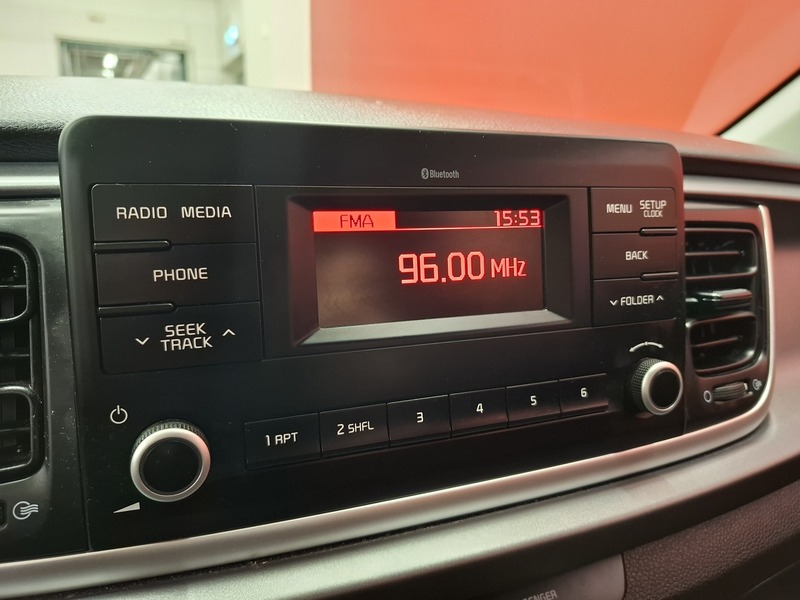 Bluetooth
RADIO MEDIA
PHONE
SEEK
TRACK
FMA 15:53
96.00 MHz
MENU SETUP
CLOCK
BACK
FOLDER
1 RPT 2 SHFL 3 4 5 6